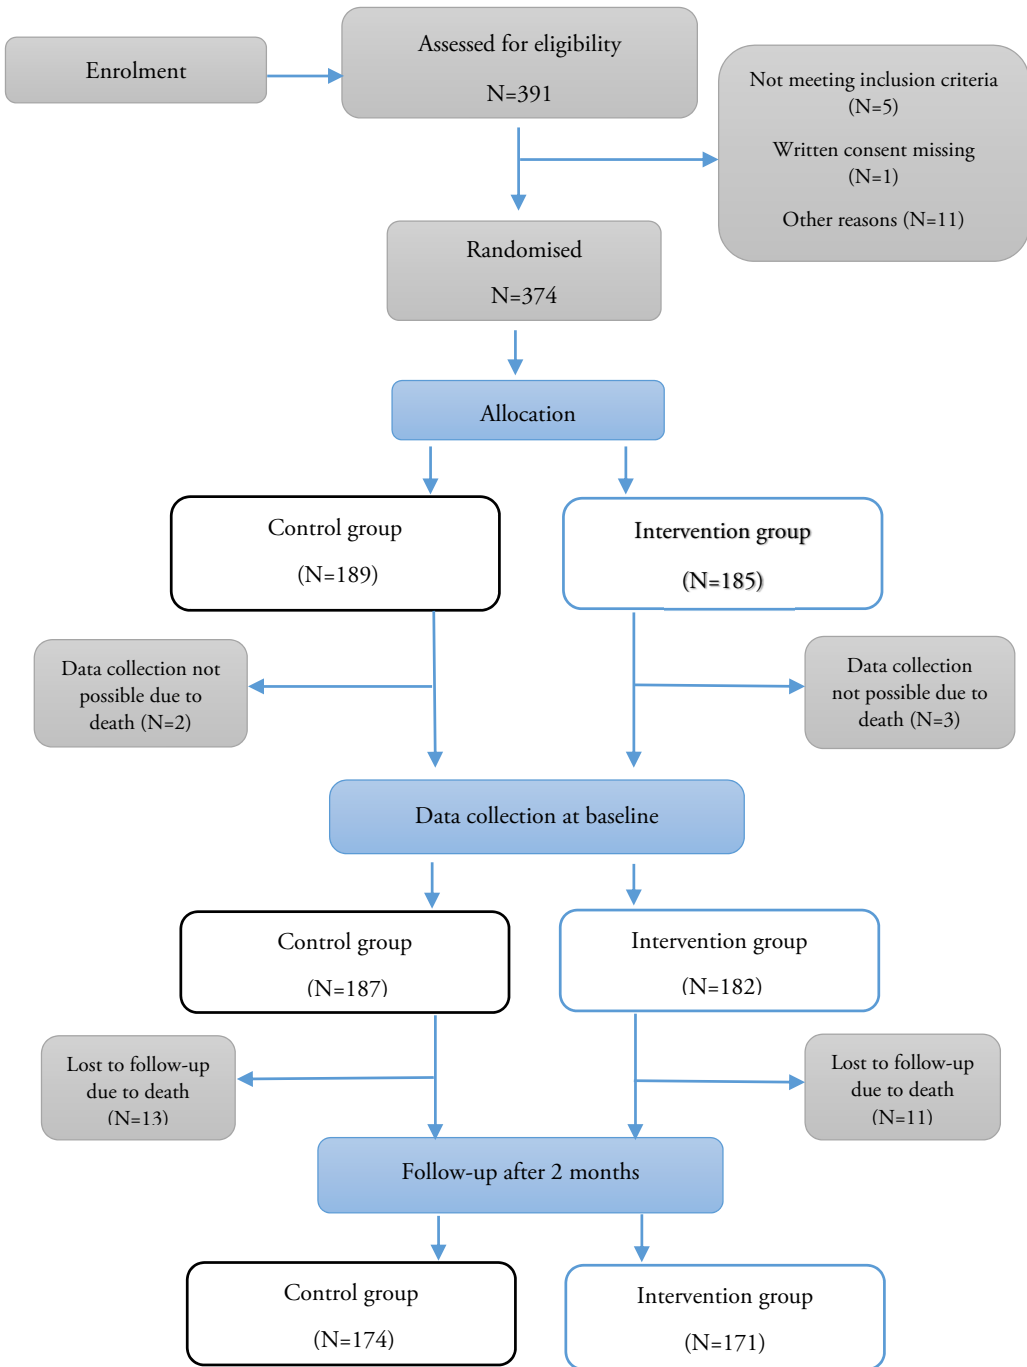 Enrolment
Assessed for eligibility
N=391
Not meeting inclusion criteria
(N=5)
Written consent missing
(N=1)
Other reasons (N=11)
Randomised
N=374
Allocation
Control group
(N=189)
Intervention group
(N=185)
Data collection not
possible due to
death (N=2)
Data collection
not possible due to
death (N=3)
Data collection at baseline
Control group
(N=187)
Intervention group
(N=182)
Lost to follow-up
due to death
(N=13)
Lost to follow-up
due to death
(N=11)
Follow-up after 2 months
Control group
(N=174)
Intervention group
(N=171)